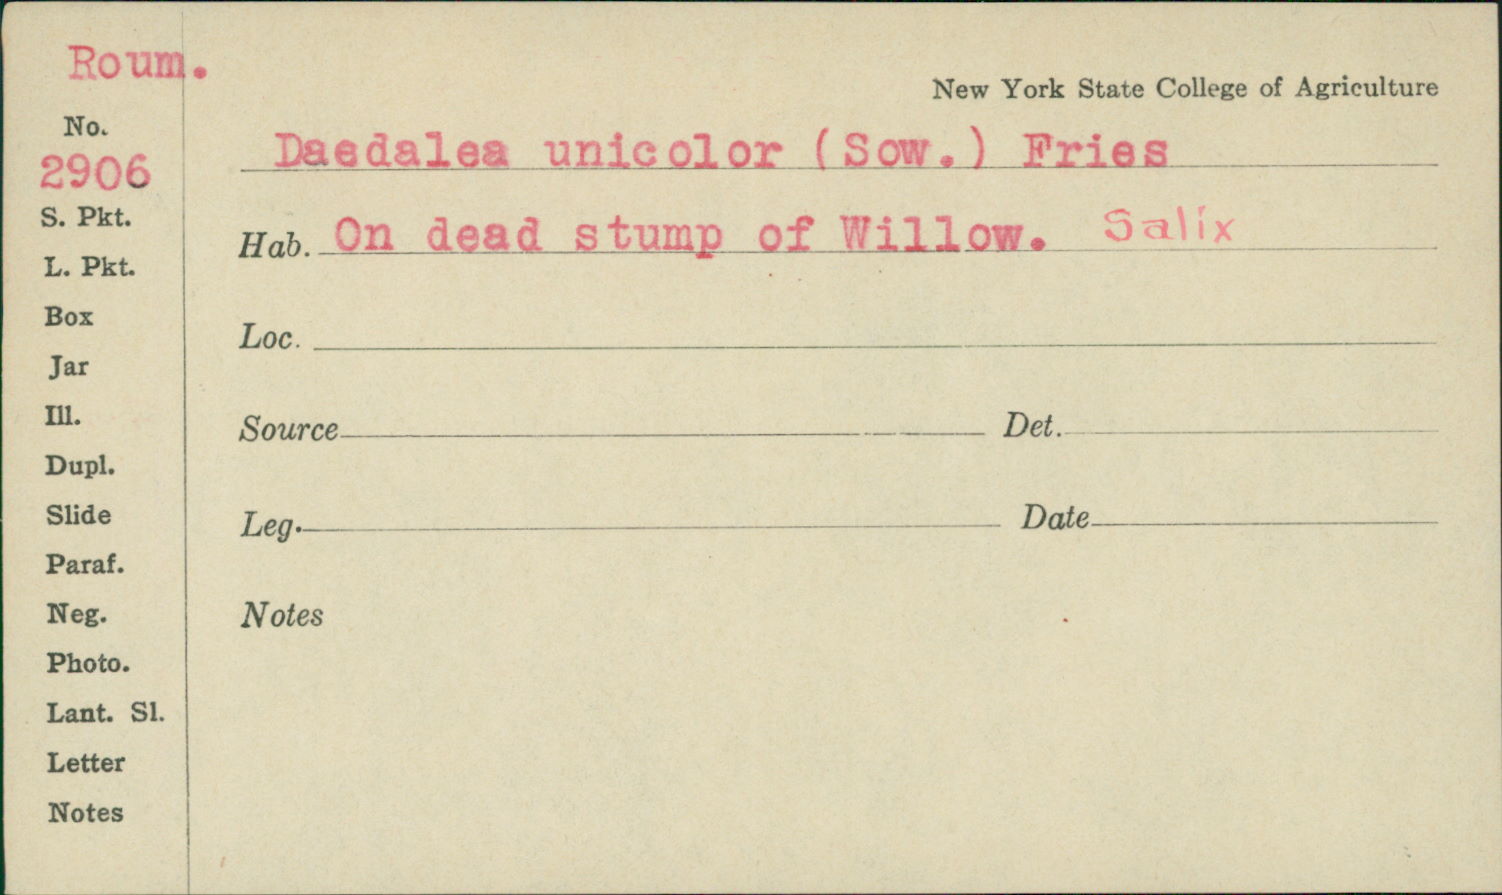 Roum.
New York State College of Agriculture
No.
2906
Daedalea unicolor (Sow.) Fries
S. Pkt.
Hab. On dead stump of Willow. Salix
L. Pkt.
Box
Loc.
Jar
Ill.
Source Det.
Dupl.
Slide
Leg. Date
Paraf.
Neg.
Notes
Photo.
Lant. Sl.
Letter
Notes